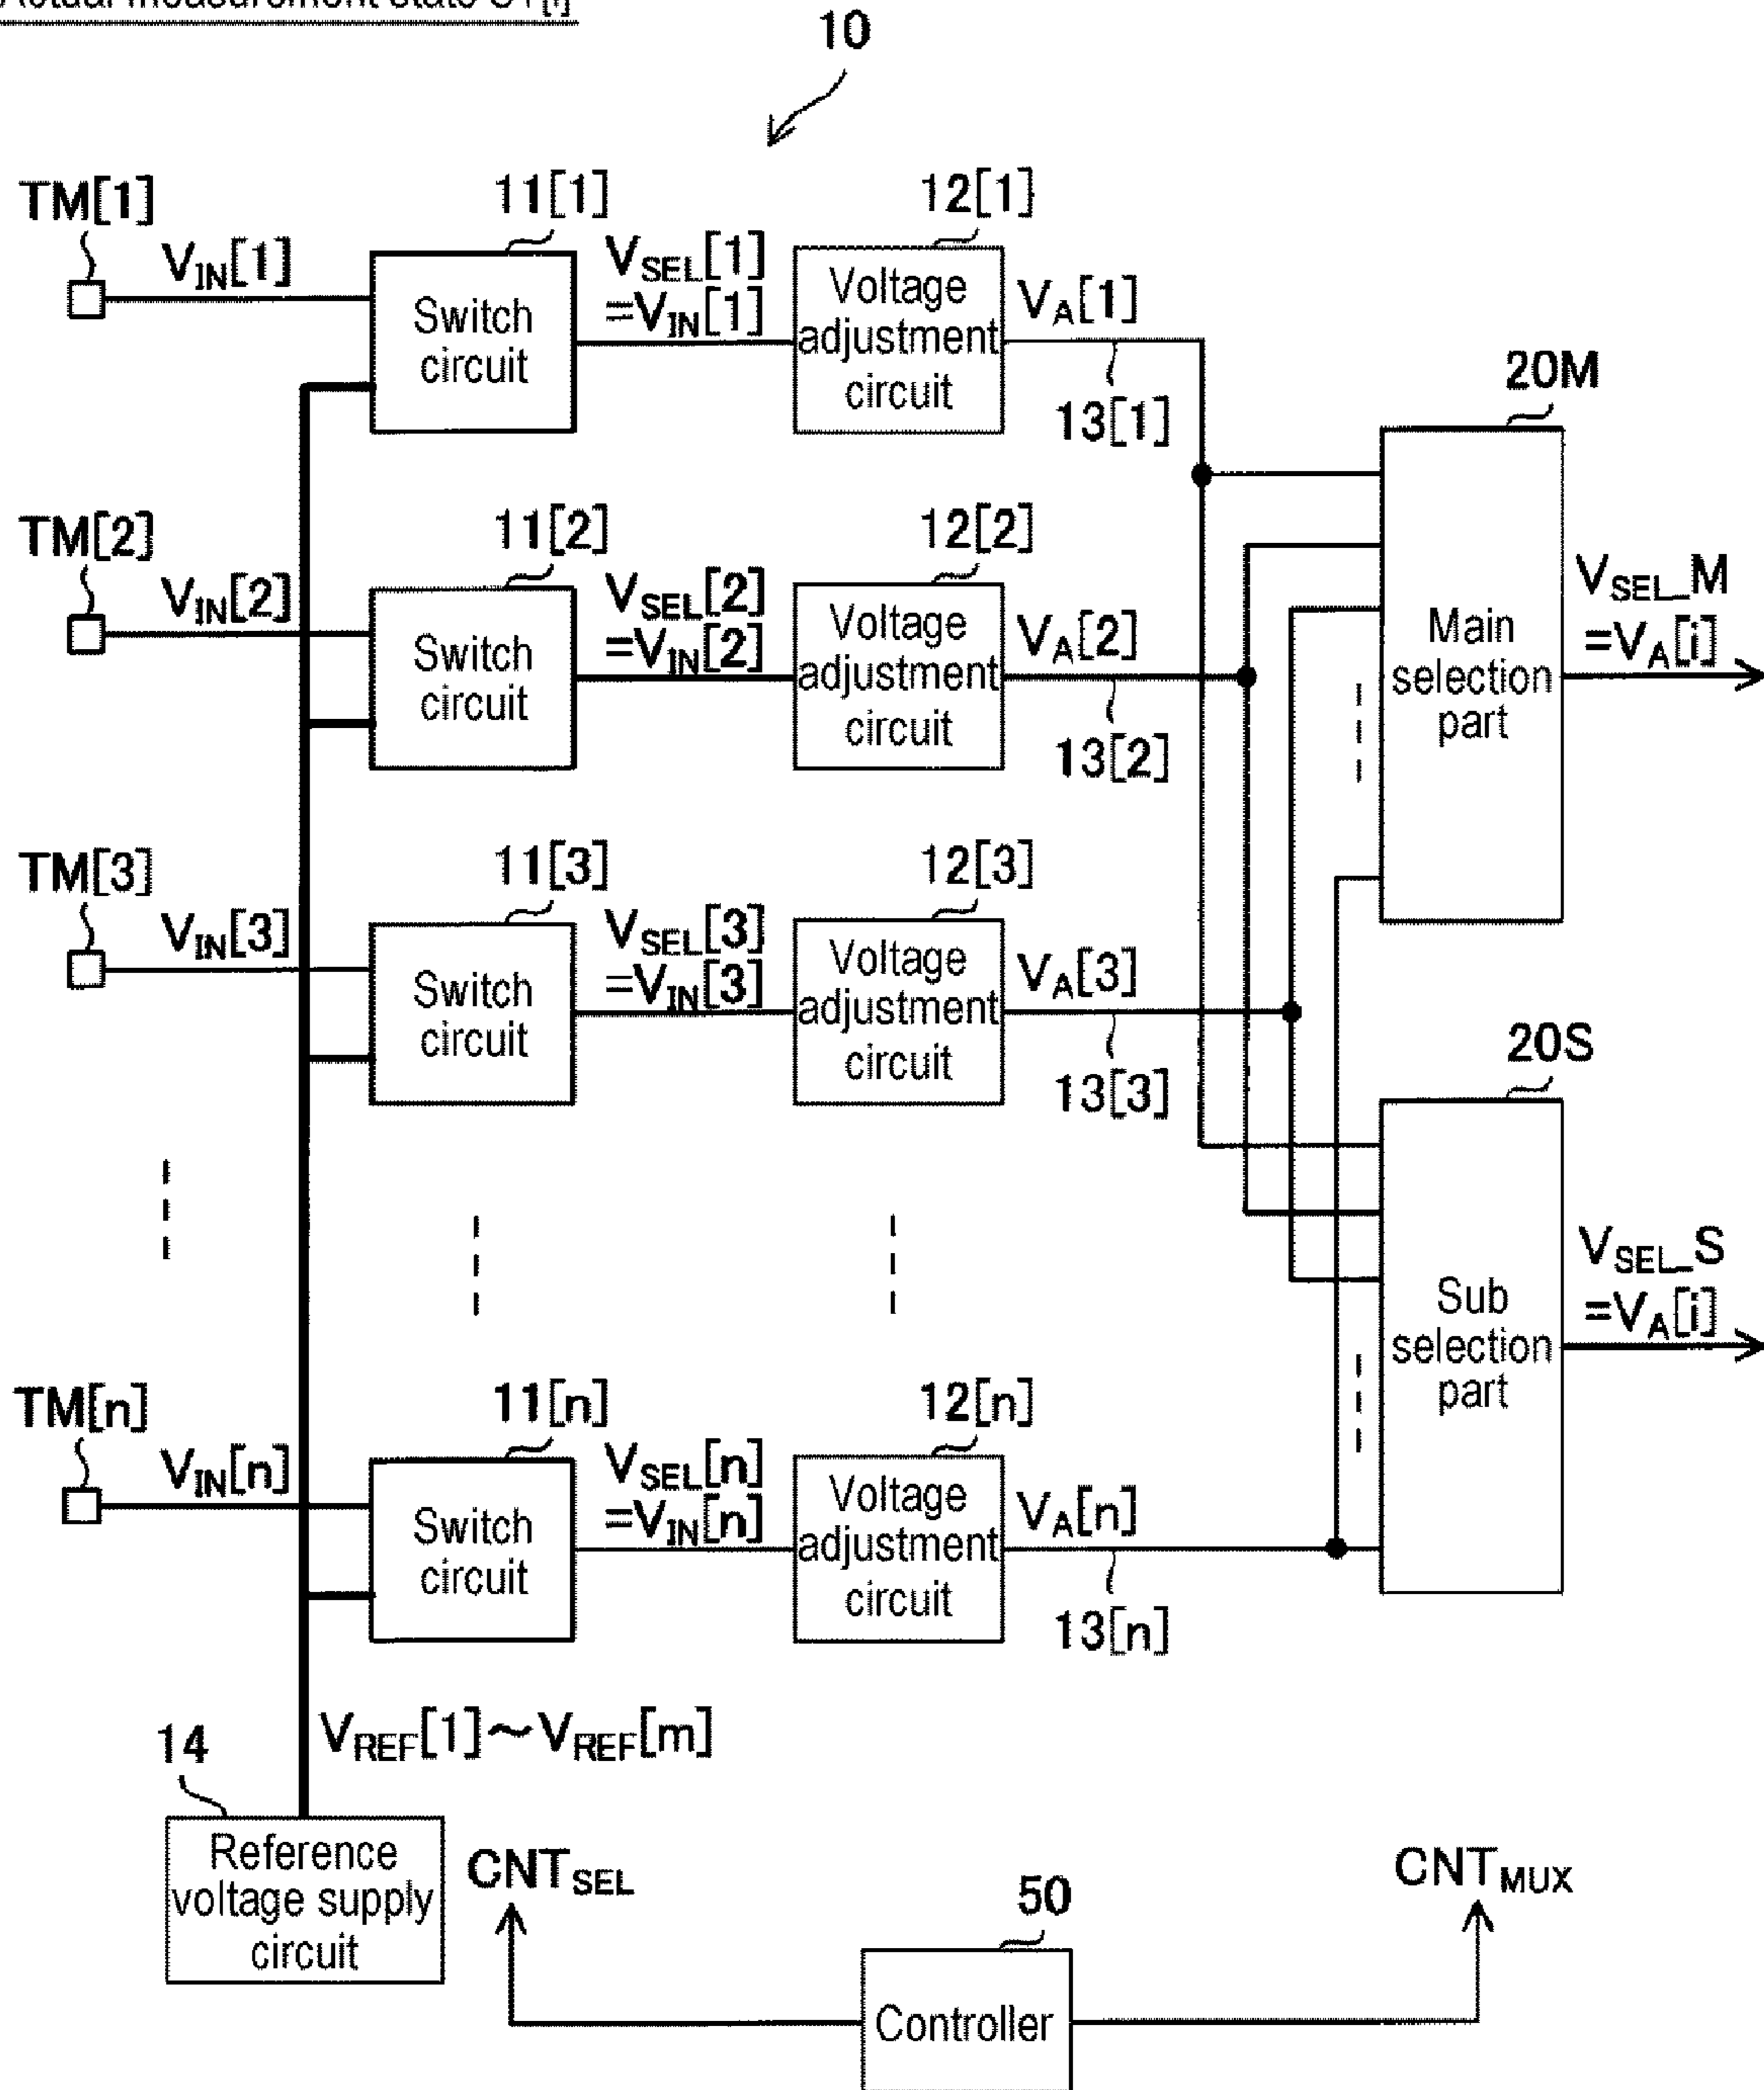 Actual measurement state ST[i]
10
TM[1]
VIN[1]
11[1]
Switch
circuit
VSEL[1]
=VIN[1]
12[1]
Voltage
adjustment
circuit
VA[1]
13[1]
20M
Main
selection
part
VSEL_M
=VA[i]
TM[2]
VIN[2]
11[2]
Switch
circuit
VSEL[2]
=VIN[2]
12[2]
Voltage
adjustment
circuit
VA[2]
13[2]
TM[3]
VIN[3]
11[3]
Switch
circuit
VSEL[3]
=VIN[3]
12[3]
Voltage
adjustment
circuit
VA[3]
13[3]
20S
Sub
selection
part
VSEL_S
=VA[i]
TM[n]
VIN[n]
11[n]
Switch
circuit
VSEL[n]
=VIN[n]
12[n]
Voltage
adjustment
circuit
VA[n]
13[n]
VREF[1]~VREF[m]
14
Reference
voltage supply
circuit
CNTSEL
50
Controller
CNTMUX